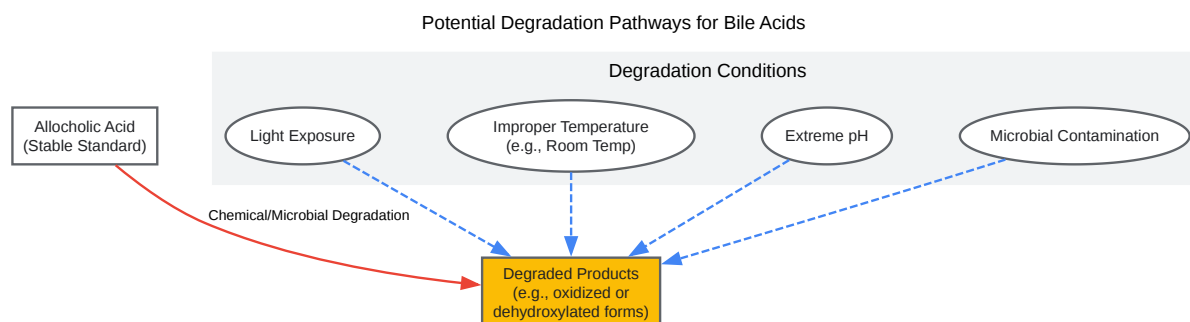 Potential Degradation Pathways for Bile Acids
Degradation Conditions
Allocholic Acid
(Stable Standard)
Light Exposure
Improper Temperature
(e.g., Room Temp)
Extreme pH
Microbial Contamination
Chemical/Microbial Degradation
Degraded Products
(e.g., oxidized or
dehydroxylated forms)